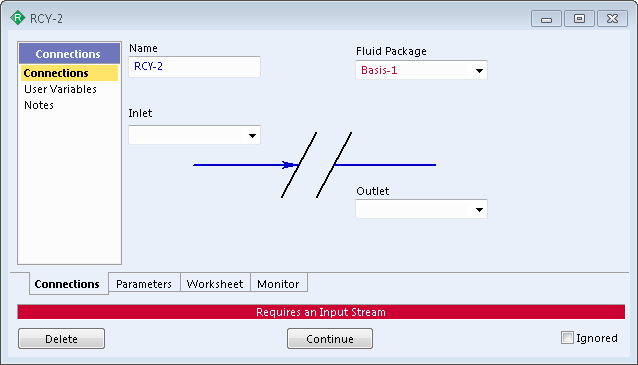 RCY-2
Connections
Connections
User Variables
Notes
Name
RCY-2
Fluid Package
Basis-1
Inlet
Outlet
Connections Parameters Worksheet Monitor
Requires an Input Stream
Delete Continue Ignored